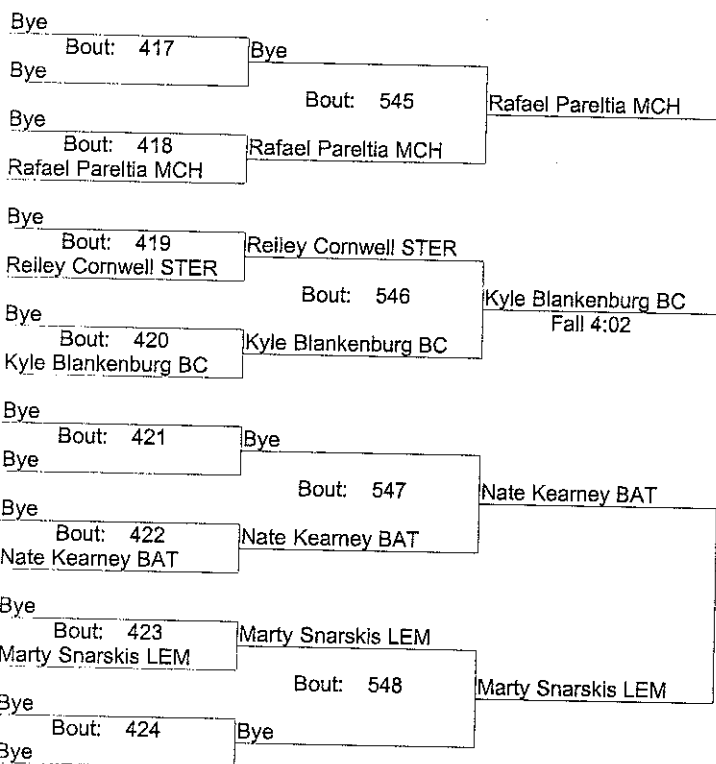 Bye
Bout: 417
Bye
Bye
Bout: 545
Rafael Pareltia MCH
Bye
Bout: 418
Rafael Pareltia MCH
Rafael Pareltia MCH
Bye
Bout: 419
Reiley Cornwell STER
Reiley Cornwell STER
Bout: 546
Kyle Blankenburg BC
Fall 4:02
Bye
Bout: 420
Kyle Blankenburg BC
Kyle Blankenburg BC
Bye
Bout: 421
Bye
Bye
Bout: 547
Nate Kearney BAT
Bye
Bout: 422
Nate Kearney BAT
Nate Kearney BAT
Bye
Bout: 423
Marty Snarskis LEM
Marty Snarskis LEM
Bout: 548
Marty Snarskis LEM
Bye
Bout: 424
Bye
Bye